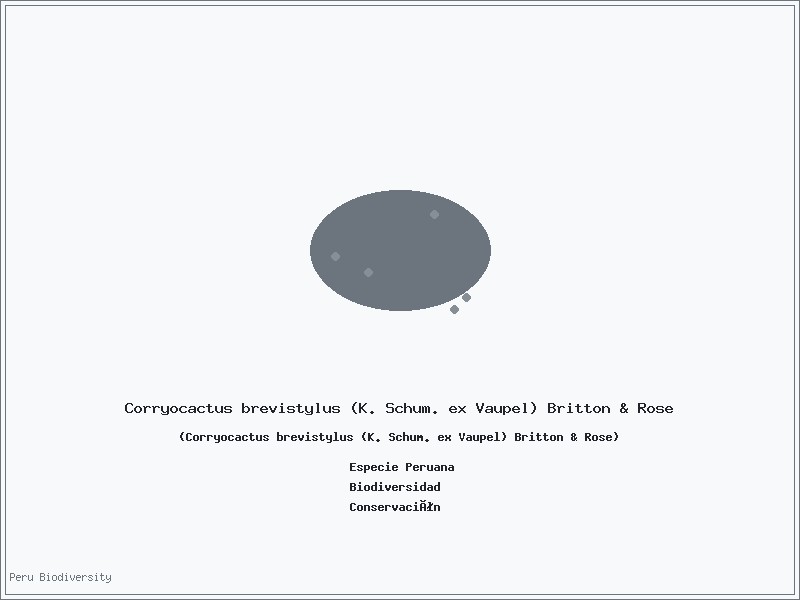 Corryocactus brevistylus (K. Schum. ex Vaupel) Britton & Rose
(Corryocactus brevistylus (K. Schum. ex Vaupel) Britton & Rose)
Especie Peruana
Biodiversidad
ConservaciÃłn
Peru Biodiversity